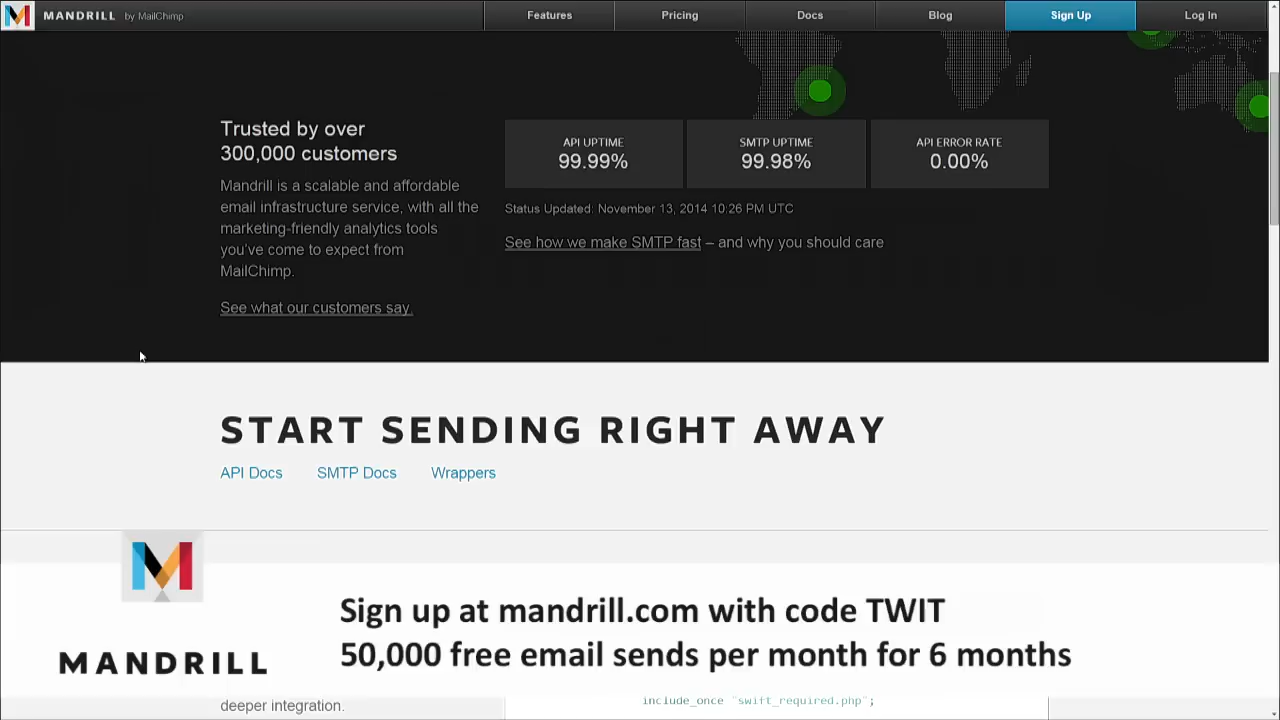 MANDRILL by MailChimp
Features
Pricing
Docs
Blog
Sign Up
Log In
Trusted by over
300,000 customers
Mandrill is a scalable and affordable
email infrastructure service, with all the
marketing-friendly analytics tools
you've come to expect from
MailChimp.
See what our customers say.
API UPTIME
99.99%
SMTP UPTIME
99.98%
API ERROR RATE
0.00%
Status Updated: November 13, 2014 10:26 PM UTC
See how we make SMTP fast – and why you should care
START SENDING RIGHT AWAY
API Docs
SMTP Docs
Wrappers
MANDRILL
Sign up at mandrill.com with code TWIT
50,000 free email sends per month for 6 months
deeper integration.
include_once "swift_required.php";